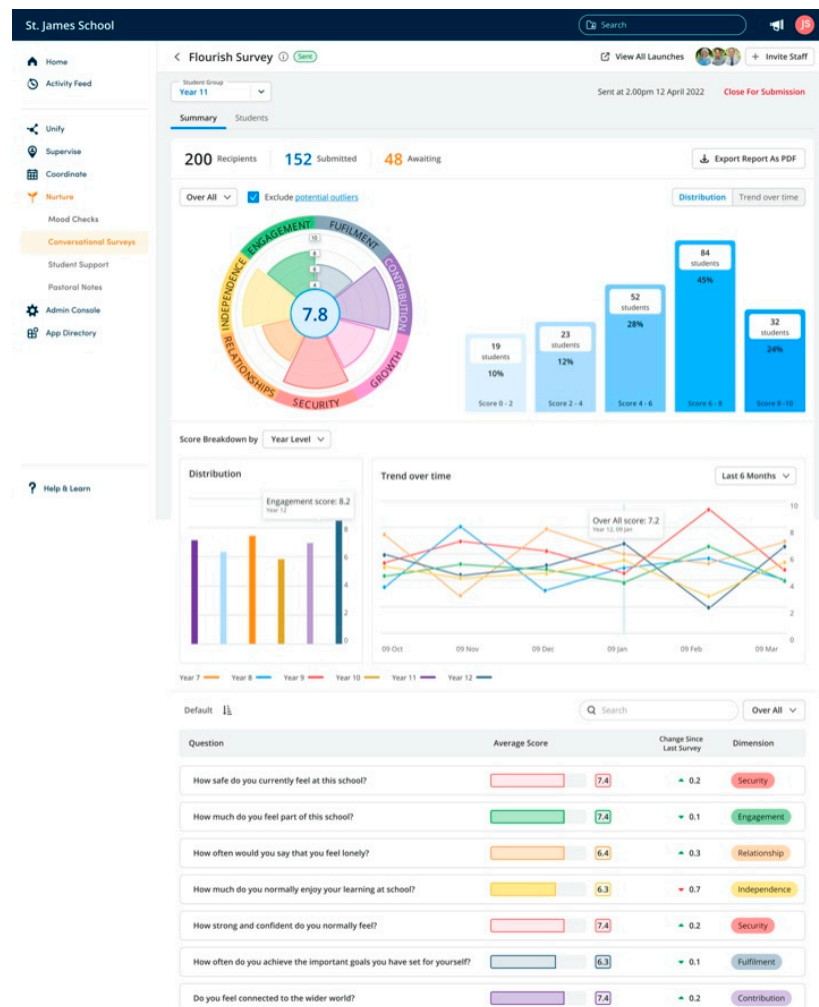 St. James School
Search
JS
Home
Activity Feed
Unify
Supervise
Coordinate
Nurture
Mood Checks
Conversational Surveys
Student Support
Pastoral Notes
Admin Console
App Directory
Help & Learn
Flourish Survey
Sent
View All Launches
+ Invite Staff
Student Group
Year 11
Sent at 2.00pm 12 April 2022
Close For Submission
Summary
Students
200 Recipients
152 Submitted
48 Awaiting
Export Report As PDF
Over All
Exclude potential outliers
Distribution
Trend over time
ENGAGEMENT
FUFILMENT
CONTRIBUTION
GROWTH
SECURITY
RELATIONSHIPS
INDEPENDENCE
10
8
6
4
7.8
19
students
10%
Score 0 - 2
23
students
12%
Score 2 - 4
52
students
28%
Score 4 - 6
84
students
45%
Score 6 - 8
32
students
24%
Score 8 -10
Score Breakdown by
Year Level
Distribution
Engagement score: 8.2
Year 12
8
6
4
2
0
Trend over time
Last 6 Months
Over All score: 7.2
Year 12, 09 Jan
10
8
6
4
2
0
09 Oct
09 Nov
09 Dec
09 Jan
09 Feb
09 Mar
Year 7
Year 8
Year 9
Year 10
Year 11
Year 12
Default
Search
Over All
Question
Average Score
Change Since
Last Survey
Dimension
How safe do you currently feel at this school?
7.4
0.2
Security
How much do you feel part of this school?
7.4
0.1
Engagement
How often would you say that you feel lonely?
6.4
0.3
Relationship
How much do you normally enjoy your learning at school?
6.3
0.7
Independence
How strong and confident do you normally feel?
7.4
0.2
Security
How often do you achieve the important goals you have set for yourself?
6.3
0.1
Fulfilment
Do you feel connected to the wider world?
7.4
0.2
Contribution